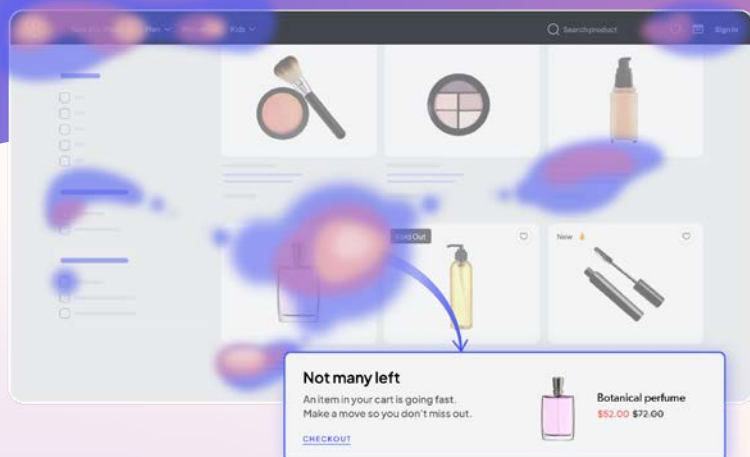 Men
Kids
Search product
Sign In
Sold Out
New
Not many left
An item in your cart is going fast.
Make a move so you don't miss out.
CHECKOUT
Botanical perfume
$52.00 $72.00